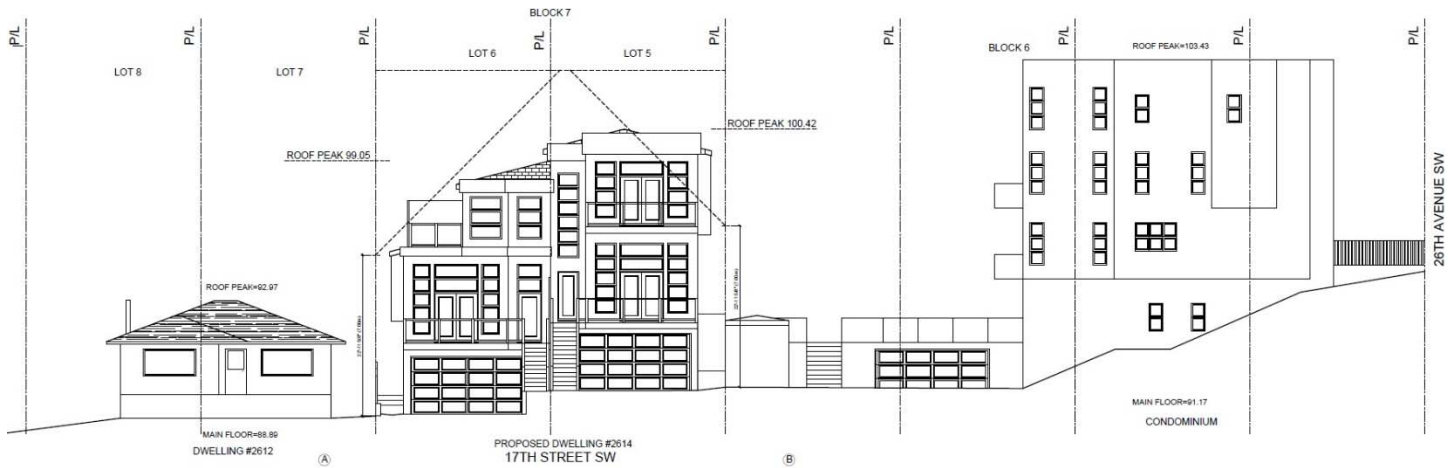 BLOCK 7
P/L
P/L
P/L
P/L
P/L
P/L
P/L
P/L
P/L
LOT 8
LOT 7
LOT 6
LOT 5
BLOCK 6
ROOF PEAK=103.43
ROOF PEAK 99.05
ROOF PEAK 100.42
ROOF PEAK=92.97
26TH AVENUE SW
MAIN FLOOR=88.89
DWELLING #2612
A
PROPOSED DWELLING #2614
17TH STREET SW
B
MAIN FLOOR=91.17
CONDOMINIUM